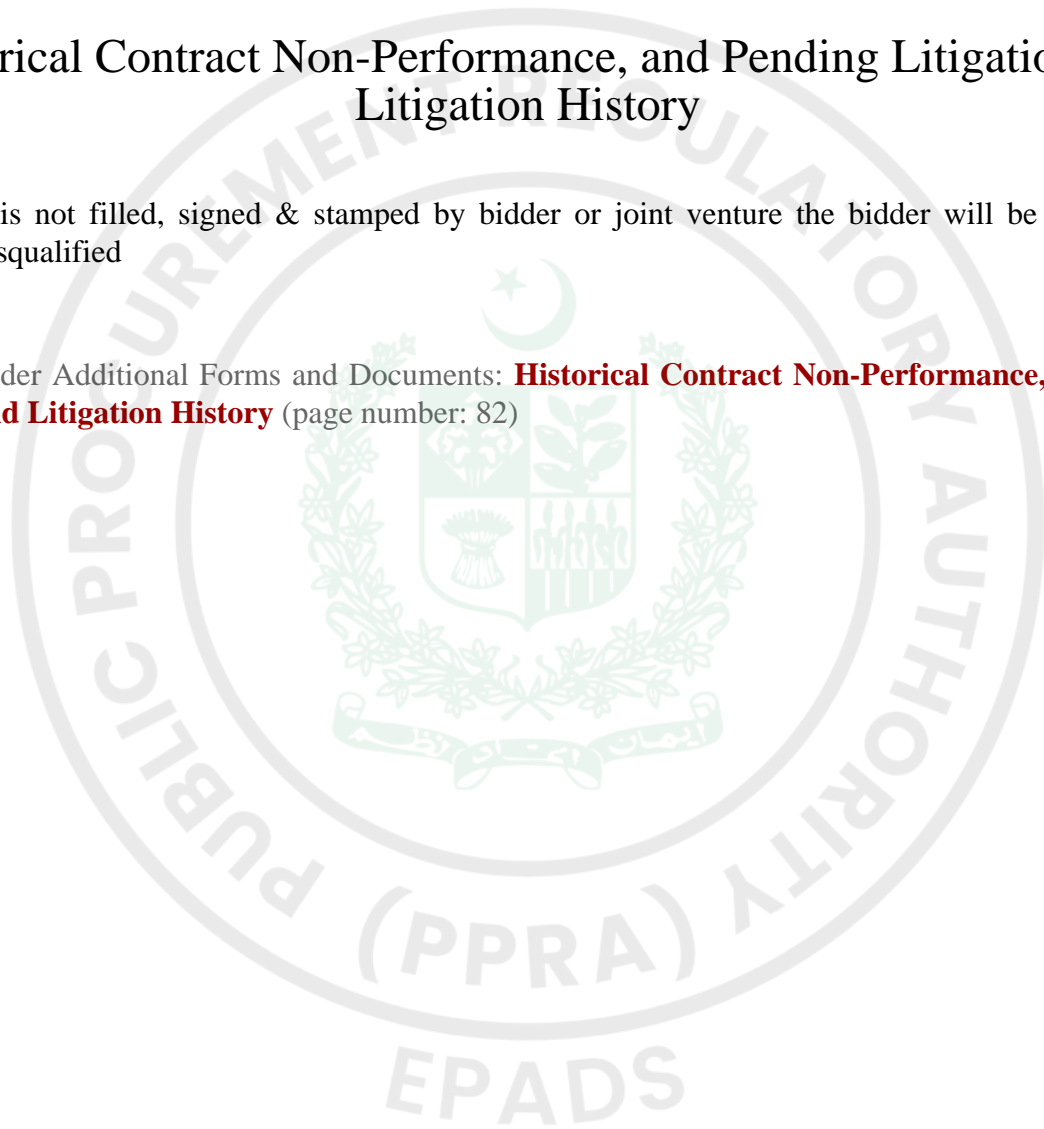 rical Contract Non-Performance, and Pending Litigatio
Litigation History
is not filled, signed & stamped by bidder or joint venture the bidder will be
squalified
der Additional Forms and Documents: Historical Contract Non-Performance,
d Litigation History (page number: 82)
PUBLIC PROCUREMENT REGULATORY AUTHORITY
(PPRA)
EPADS